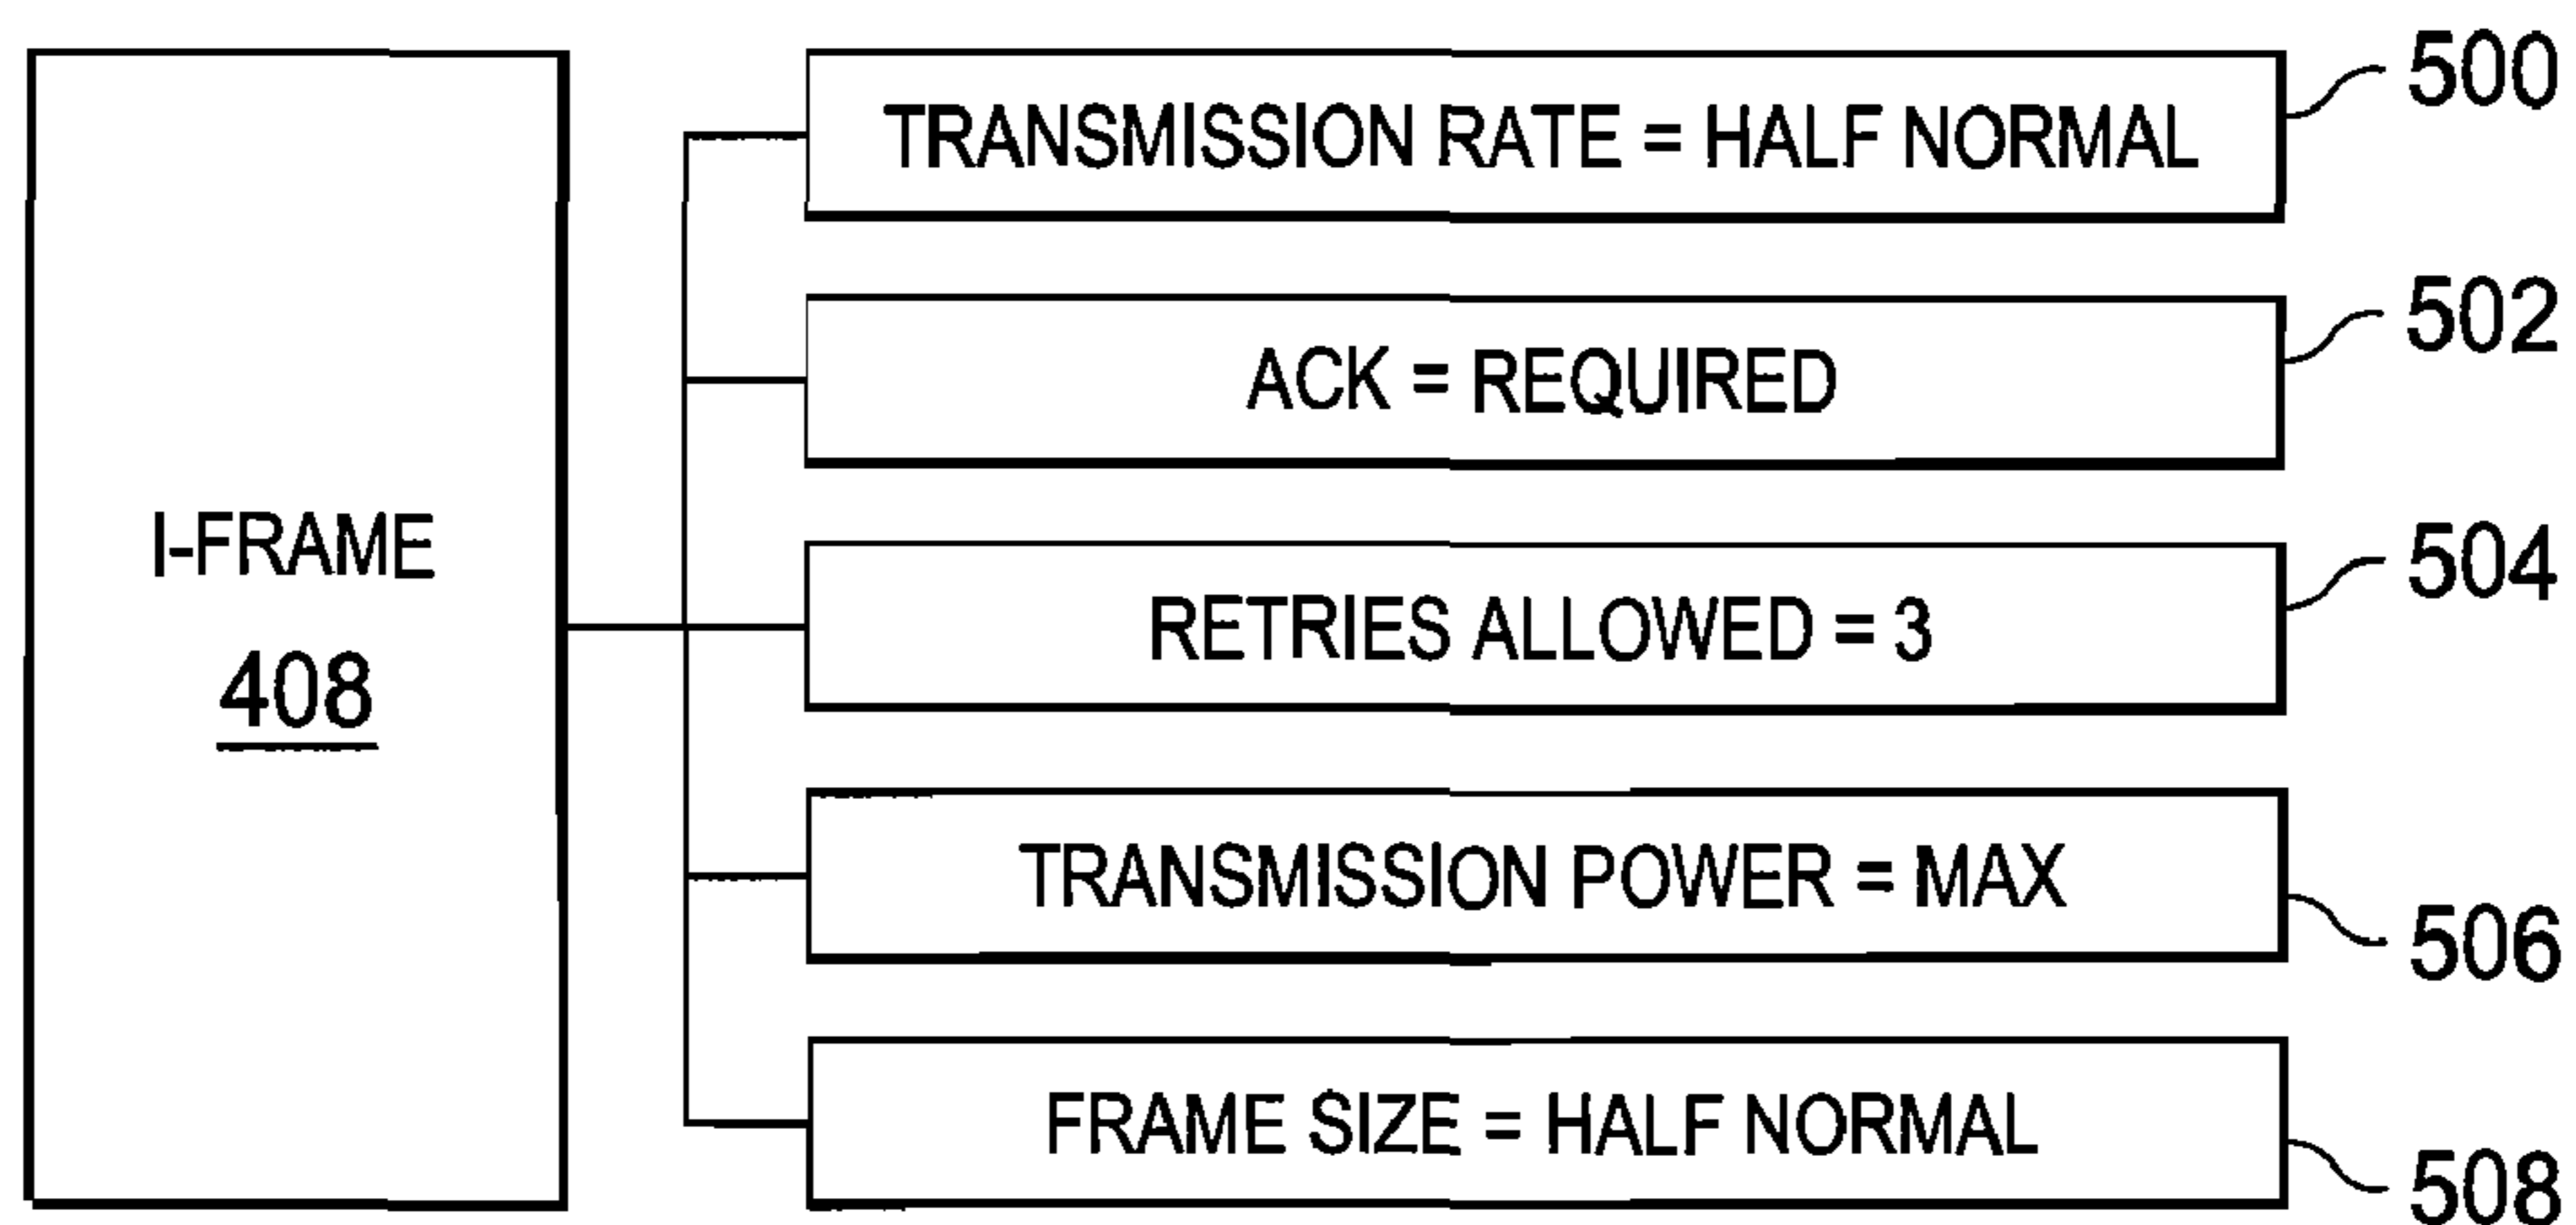 TRANSMISSION RATE = HALF NORMAL
500
ACK = REQUIRED
502
I-FRAME
408
RETRIES ALLOWED = 3
504
TRANSMISSION POWER = MAX
506
FRAME SIZE = HALF NORMAL
508